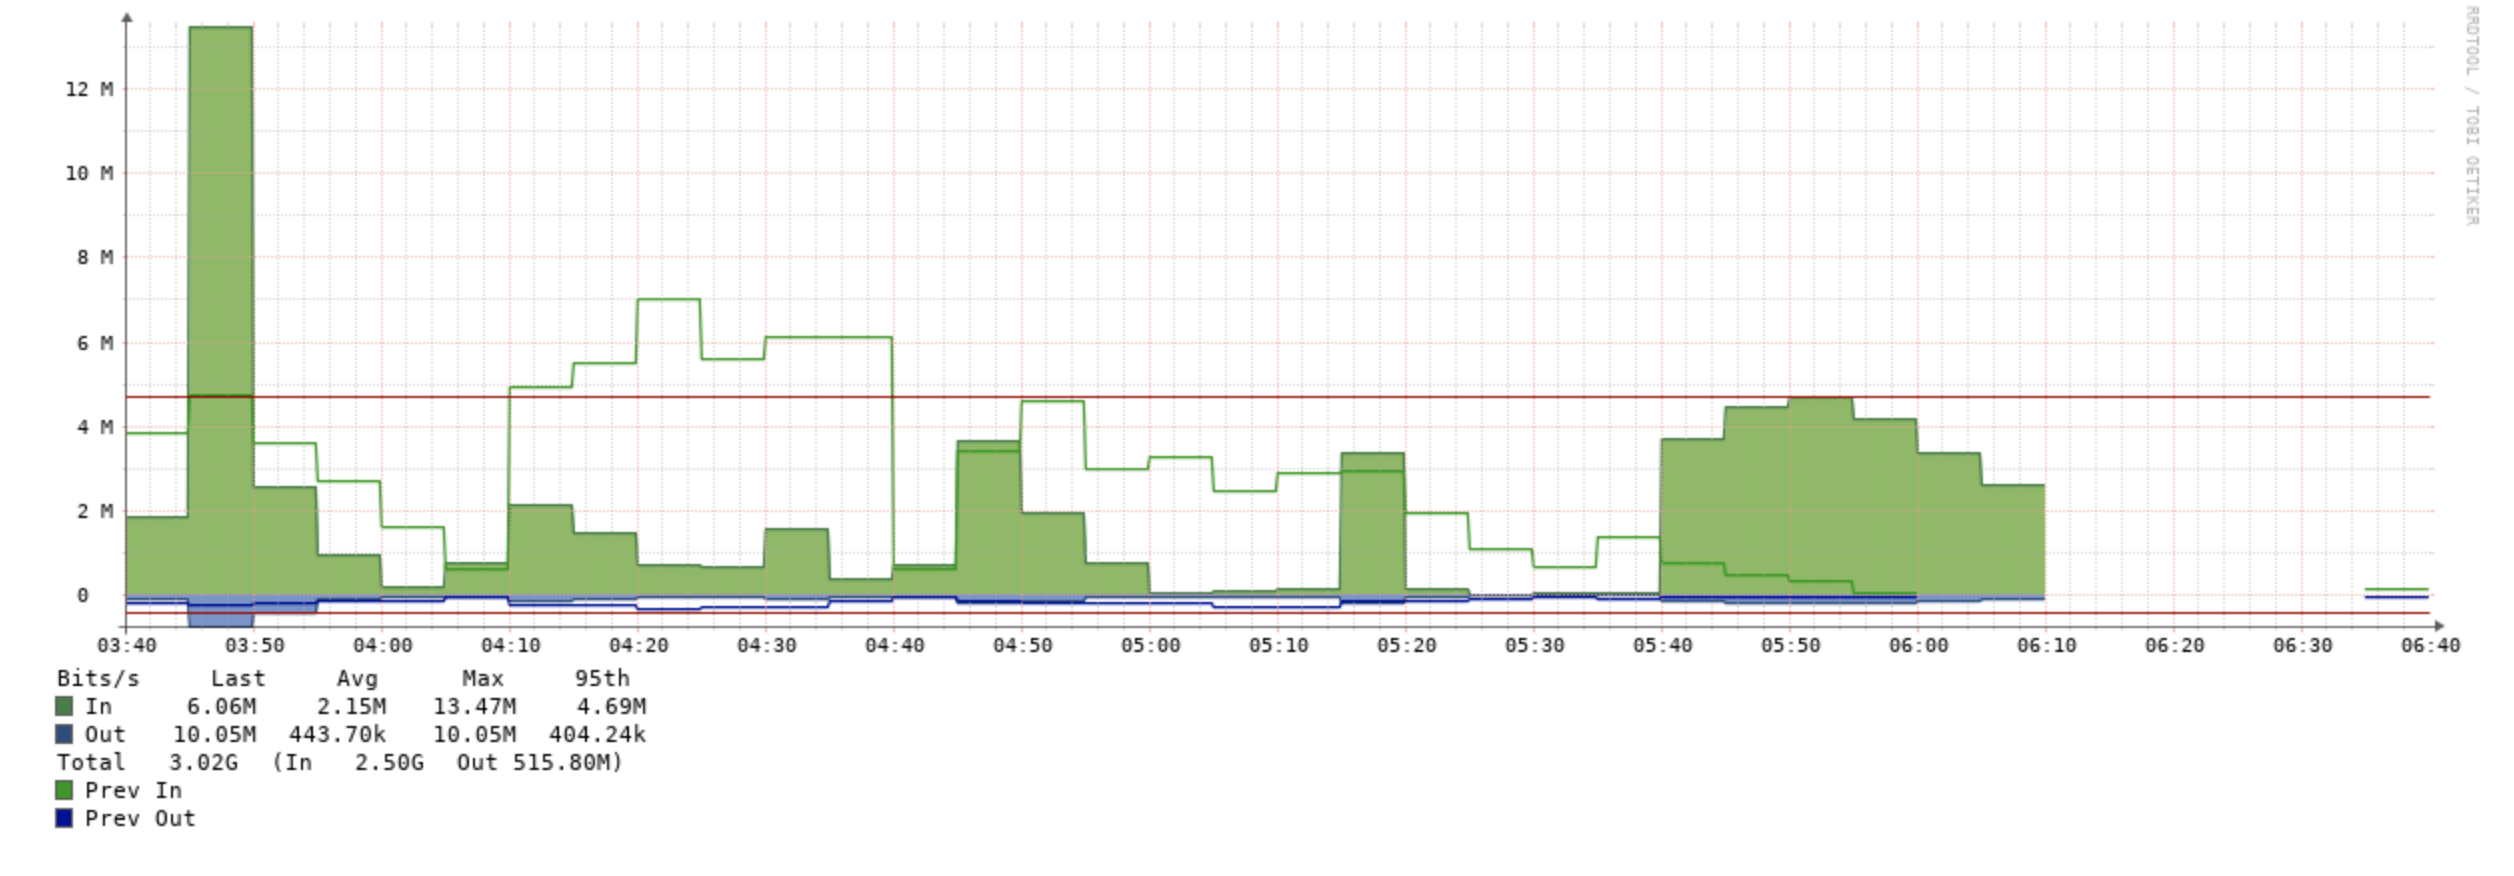 RRDTOOL / TOBI OETIKER
12 M
10 M
8 M
6 M
4 M
2 M
0
03:40 03:50 04:00 04:10 04:20 04:30 04:40 04:50 05:00 05:10 05:20 05:30 05:40 05:50 06:00 06:10 06:20 06:30 06:40
Bits/s Last Avg Max 95th
In 6.06M 2.15M 13.47M 4.69M
Out 10.05M 443.70k 10.05M 404.24k
Total 3.02G (In 2.50G Out 515.80M)
Prev In
Prev Out